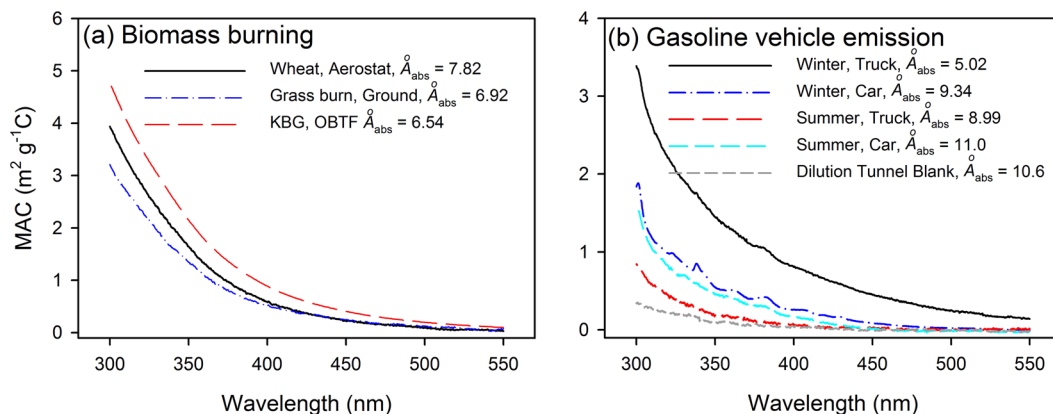 (a) Biomass burning
Wheat, Aerostat, Åabs = 7.82
Grass burn, Ground, Åabs = 6.92
KBG, OBTF Åabs = 6.54
6
5
4
3
2
1
0
MAC (m² g⁻¹C)
300 350 400 450 500 550
Wavelength (nm)
(b) Gasoline vehicle emission
Winter, Truck, Åabs = 5.02
Winter, Car, Åabs = 9.34
Summer, Truck, Åabs = 8.99
Summer, Car, Åabs = 11.0
Dilution Tunnel Blank, Åabs = 10.6
4
3
2
1
0
300 350 400 450 500 550
Wavelength (nm)